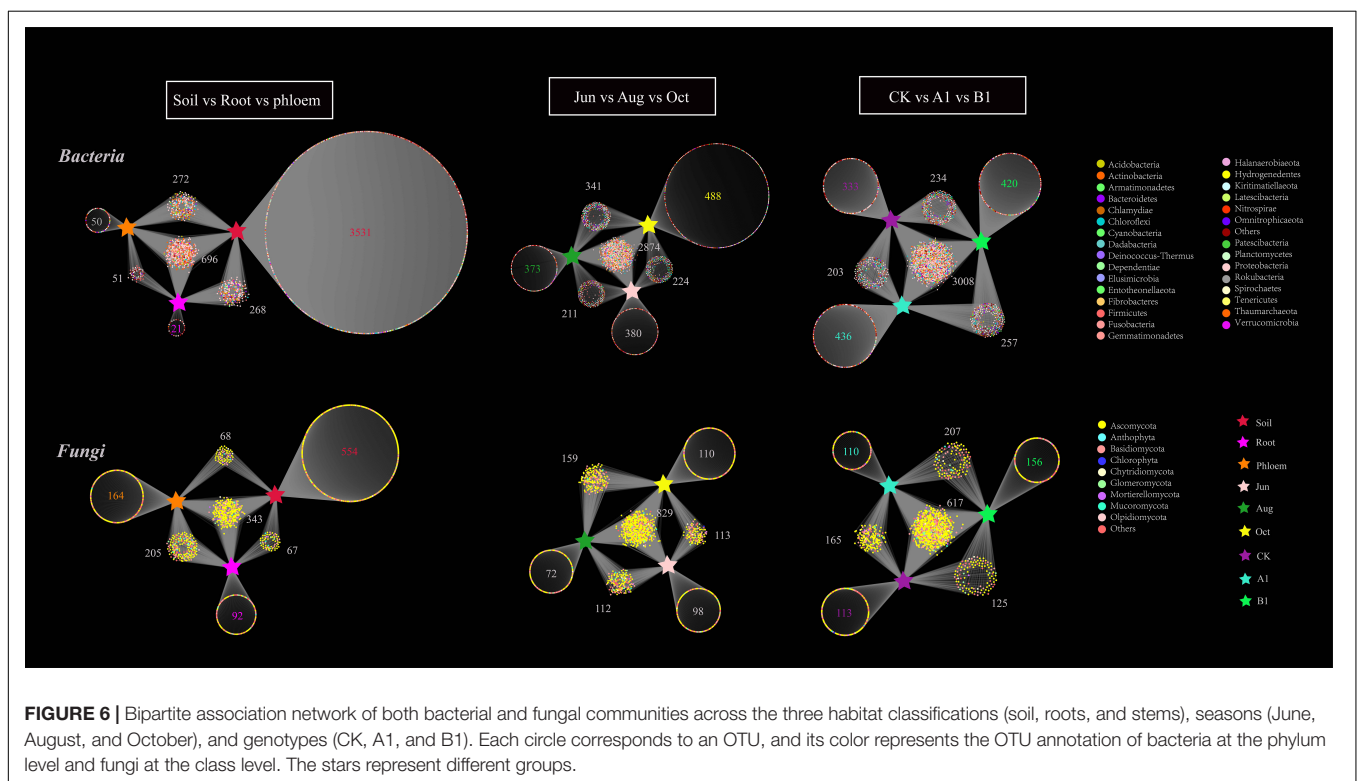 Soil vs Root vs phloem
Jun vs Aug vs Oct
CK vs A1 vs B1
Bacteria
272
50
3531
696
51
268
21
341
488
2874
373
224
211
380
234
420
203
3008
436
257
Acidobacteria
Actinobacteria
Armatimonadetes
Bacteroidetes
Chlamydiae
Chloroflexi
Cyanobacteria
Dadabacteria
Deinococcus-Thermus
Dependentiae
Elusimicrobia
Entotheonellaeota
Fibrobacteres
Firmicutes
Fusobacteria
Gemmatimonadetes
Halanaerobiaeota
Hydrogenedentes
Kiritimatiellaeota
Latescibacteria
Nitrospirae
Omnitrophicaeota
Others
Patescibacteria
Planctomycetes
Proteobacteria
Rokubacteria
Spirochaetes
Tenericutes
Thaumarchaeota
Verrucomicrobia
Fungi
68
554
164
343
205
67
92
159
110
829
113
72
112
98
207
110
156
617
165
125
113
Ascomycota
Anthophyta
Basidiomycota
Chlorophyta
Chytridiomycota
Glomeromycota
Mortierellomycota
Mucoromycota
Olpidiomycota
Others
Soil
Root
Phloem
Jun
Aug
Oct
CK
A1
B1
FIGURE 6 | Bipartite association network of both bacterial and fungal communities across the three habitat classifications (soil, roots, and stems), seasons (June,
August, and October), and genotypes (CK, A1, and B1). Each circle corresponds to an OTU, and its color represents the OTU annotation of bacteria at the phylum
level and fungi at the class level. The stars represent different groups.